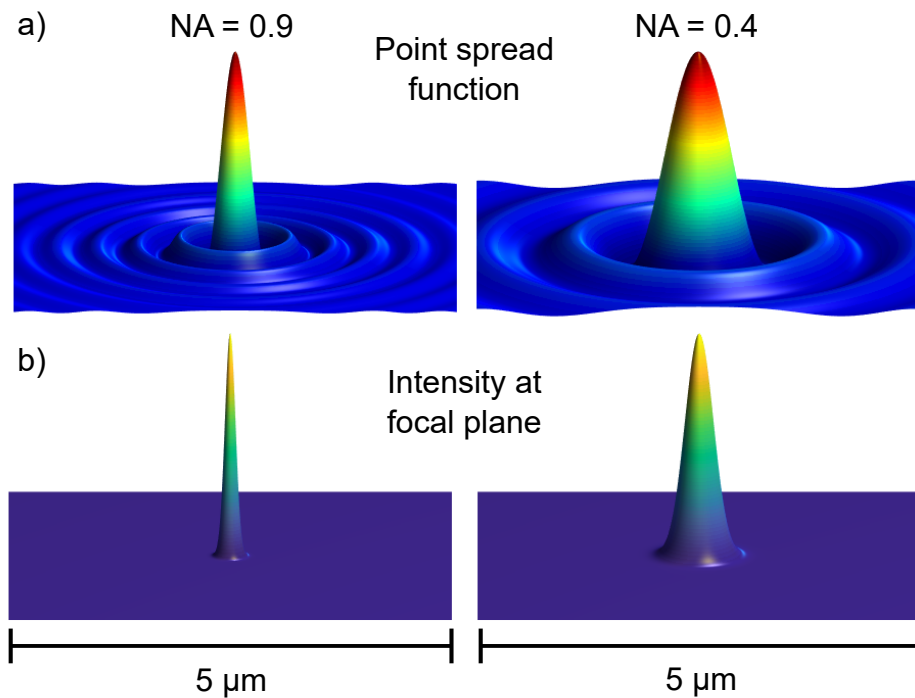 a)
NA = 0.9
NA = 0.4
Point spread
function
b)
Intensity at
focal plane
5 µm
5 µm